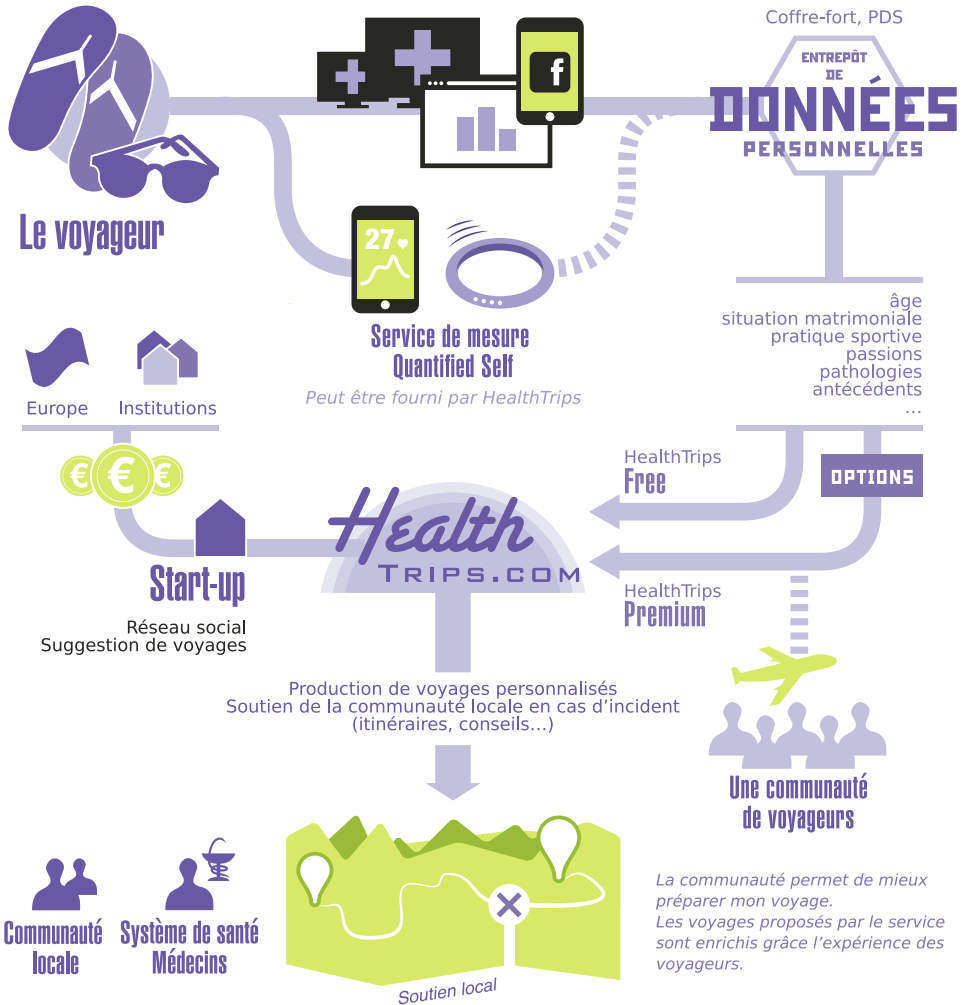 Coffre-fort, PDS
ENTREPÔT
DE
DONNÉES
PERSONNELLES
f
Le voyageur
27
Service de mesure
Quantified Self
Peut être fourni par HealthTrips
âge
situation matrimoniale
pratique sportive
passions
pathologies
antécédents
...
Europe
Institutions
€ € €
HealthTrips
Free
OPTIONS
Health
TRIPS.COM
HealthTrips
Premium
Start-up
Réseau social
Suggestion de voyages
Production de voyages personnalisés
Soutien de la communauté locale en cas d'incident
(itinéraires, conseils...)
Une communauté
de voyageurs
La communauté permet de mieux
préparer mon voyage.
Les voyages proposés par le service
sont enrichis grâce l'expérience des
voyageurs.
Communauté
locale
Système de santé
Médecins
Soutien local